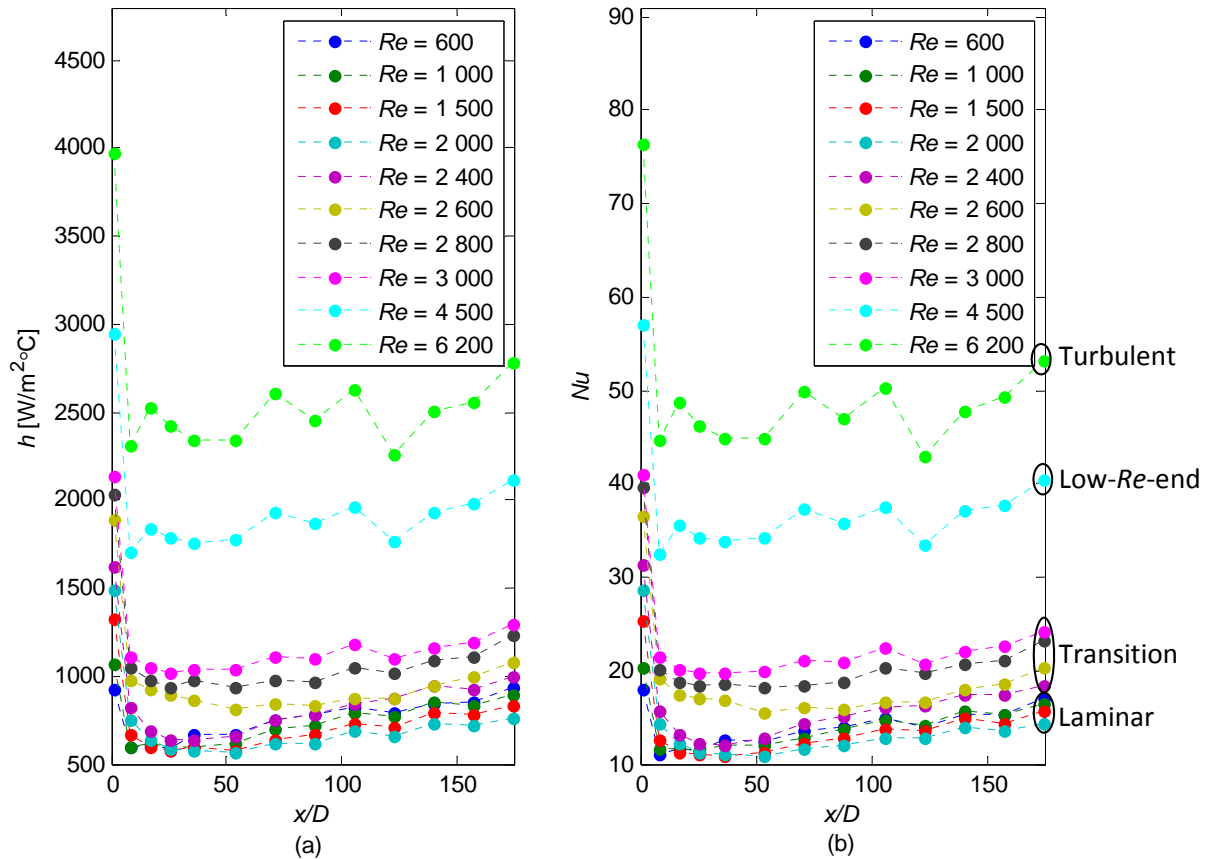 4500
4000
3500
3000
2500
2000
1500
1000
500
h [W/m²°C]
0
50
100
150
x/D
(a)
Re = 600
Re = 1 000
Re = 1 500
Re = 2 000
Re = 2 400
Re = 2 600
Re = 2 800
Re = 3 000
Re = 4 500
Re = 6 200
90
80
70
60
50
40
30
20
10
Nu
0
50
100
150
x/D
(b)
Re = 600
Re = 1 000
Re = 1 500
Re = 2 000
Re = 2 400
Re = 2 600
Re = 2 800
Re = 3 000
Re = 4 500
Re = 6 200
Turbulent
Low-Re-end
Transition
Laminar